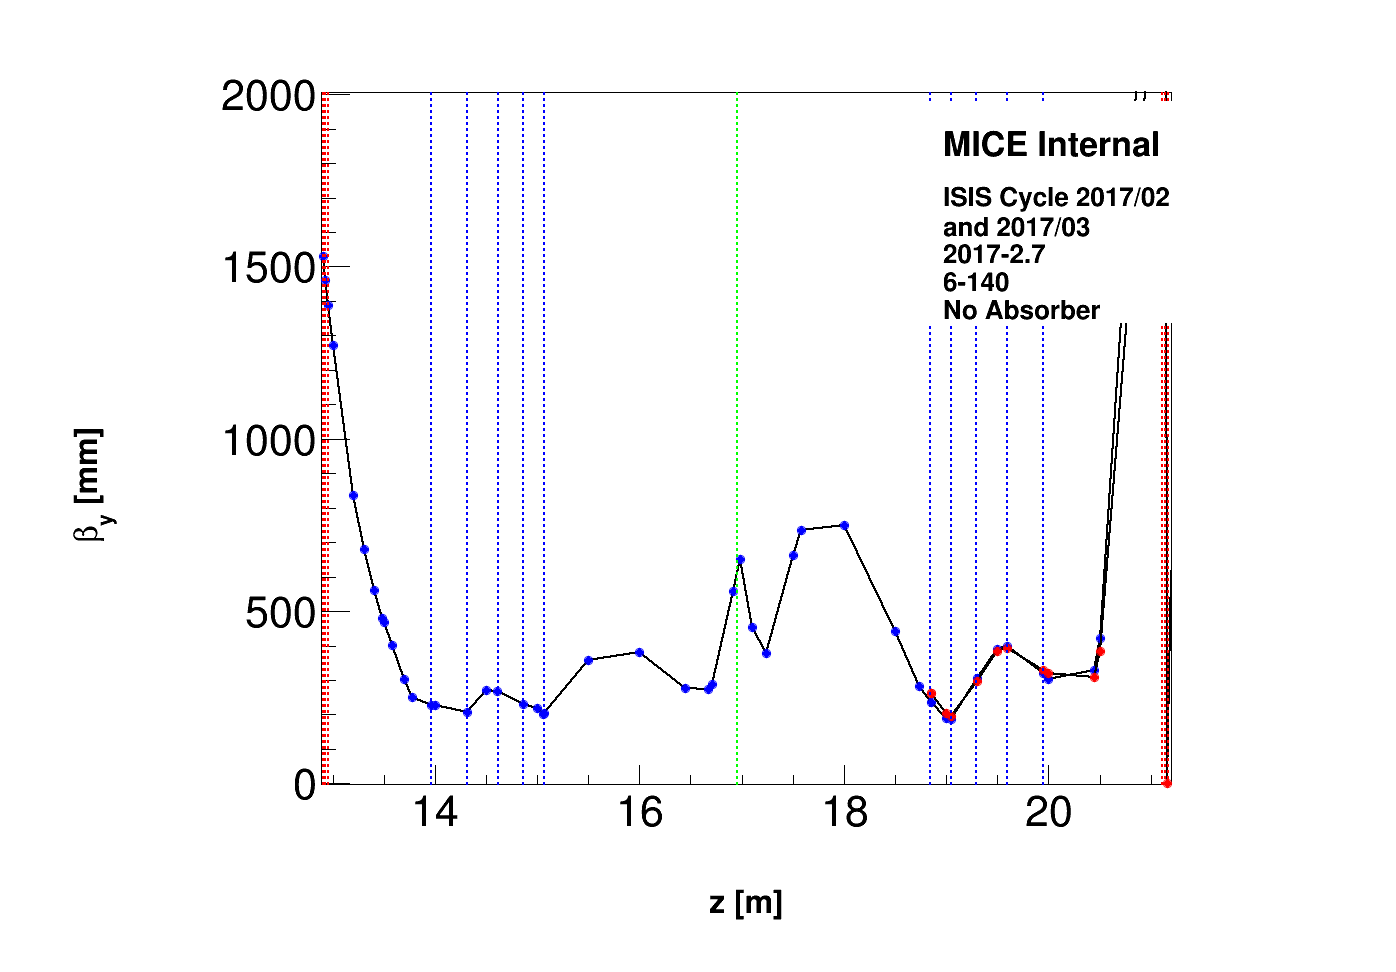 2000
1500
1000
500
0
14 16 18 20
MICE Internal
ISIS Cycle 2017/02
and 2017/03
2017-2.7
6-140
No Absorber
βy [mm]
z [m]